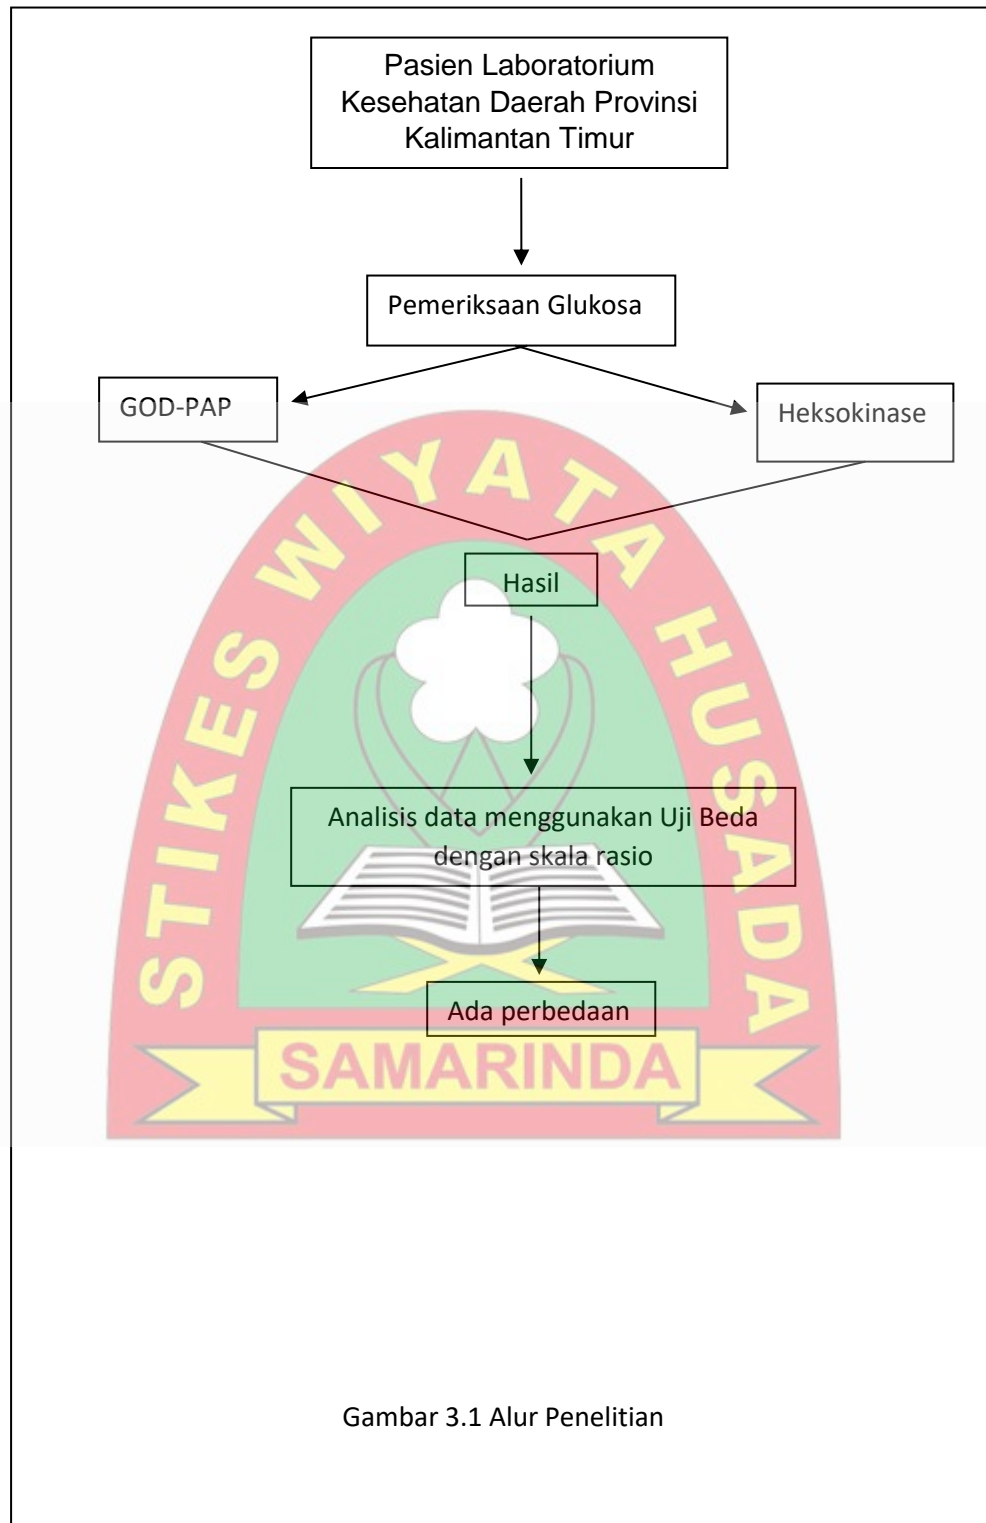 Pasien Laboratorium
Kesehatan Daerah Provinsi
Kalimantan Timur
Pemeriksaan Glukosa
GOD-PAP
Heksokinase
STIKES WIYATA HUSADA
Hasil
Analisis data menggunakan Uji Beda
dengan skala rasio
Ada perbedaan
SAMARINDA
Gambar 3.1 Alur Penelitian